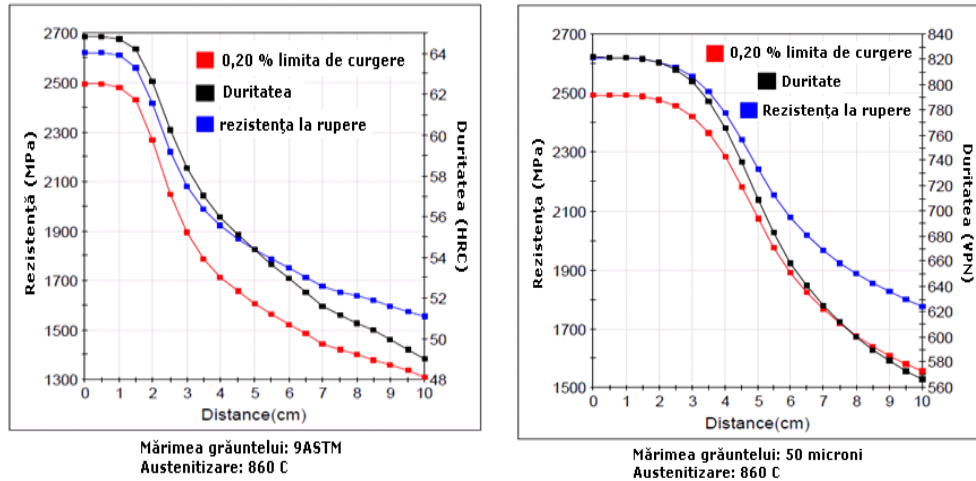 2700
2500
2300
2100
1900
1700
1500
1300
Rezistenţă (MPa)
0,20 % limita de curgere
Duritatea
rezistenţa la rupere
64
62
60
58
56
54
52
50
48
Duritatea (HRC)
0 1 2 3 4 5 6 7 8 9 10
Distance(cm)
Mărimea grăuntelui: 9ASTM
Austenitizare: 860 C
2700
2500
2300
2100
1900
1700
1500
Rezistenţa (MPa)
0,20 % limita de curgere
Duritate
Rezistenţa la rupere
840
820
800
780
760
740
720
700
680
660
640
620
600
580
560
Duritatea (VPN)
0 1 2 3 4 5 6 7 8 9 10
Distance(cm)
Mărimea grăuntelui: 50 microni
Austenitizare: 860 C